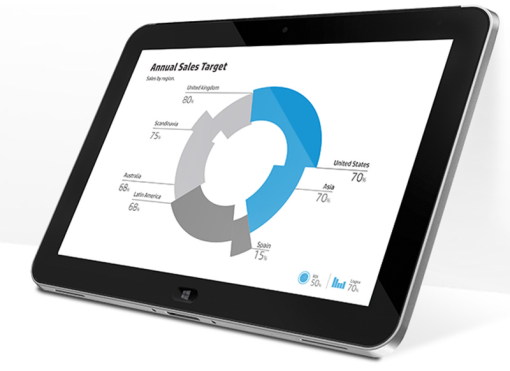 Annual Sales Target
Sales by region.
United kingdom
80%
Scandinavia
75%
United States
70%
Asia
70%
Australia
68%
Latin America
68%
Spain
15%
50%
70%